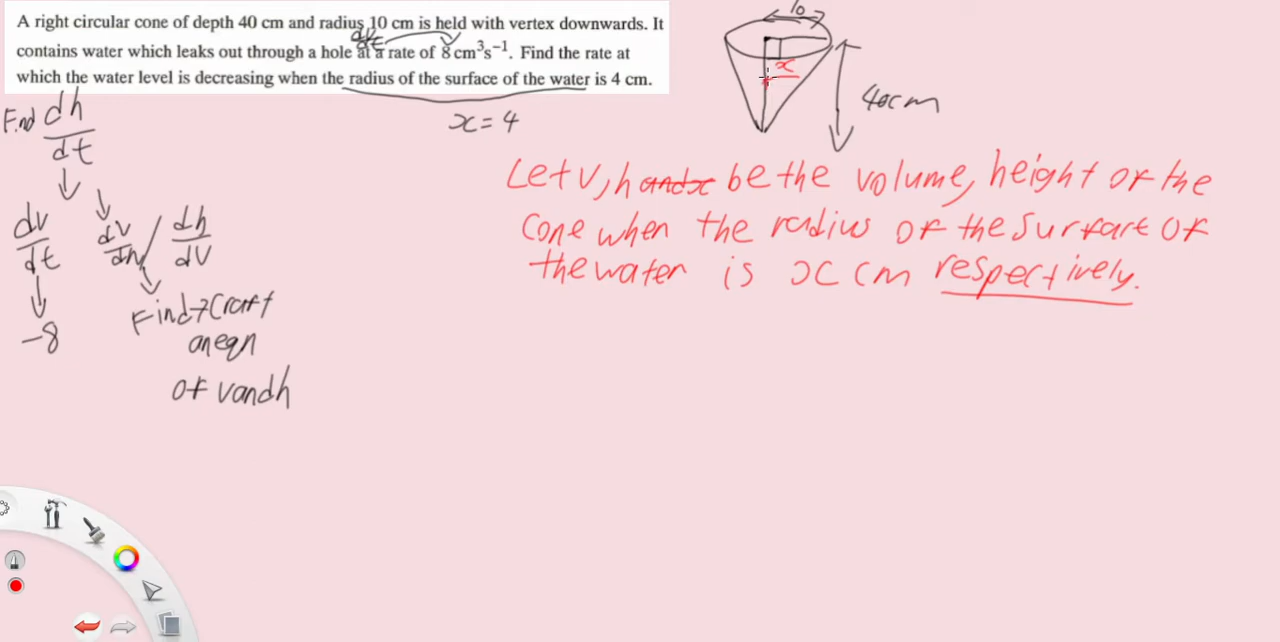 A right circular cone of depth 40 cm and radius 10 cm is held with vertex downwards. It
contains water which leaks out through a hole at a rate of 8 cm³s⁻¹. Find the rate at
which the water level is decreasing when the radius of the surface of the water is 4 cm.
dv/dt
x = 4
10
x
40cm
Find dh/dt
dv/dt
dv/dh / dh/dv
-8
Find → Craft
an eqn
of v and h
Let V, h and x be the volume, height of the
cone when the radius of the surfart of
the water is x cm respectively.